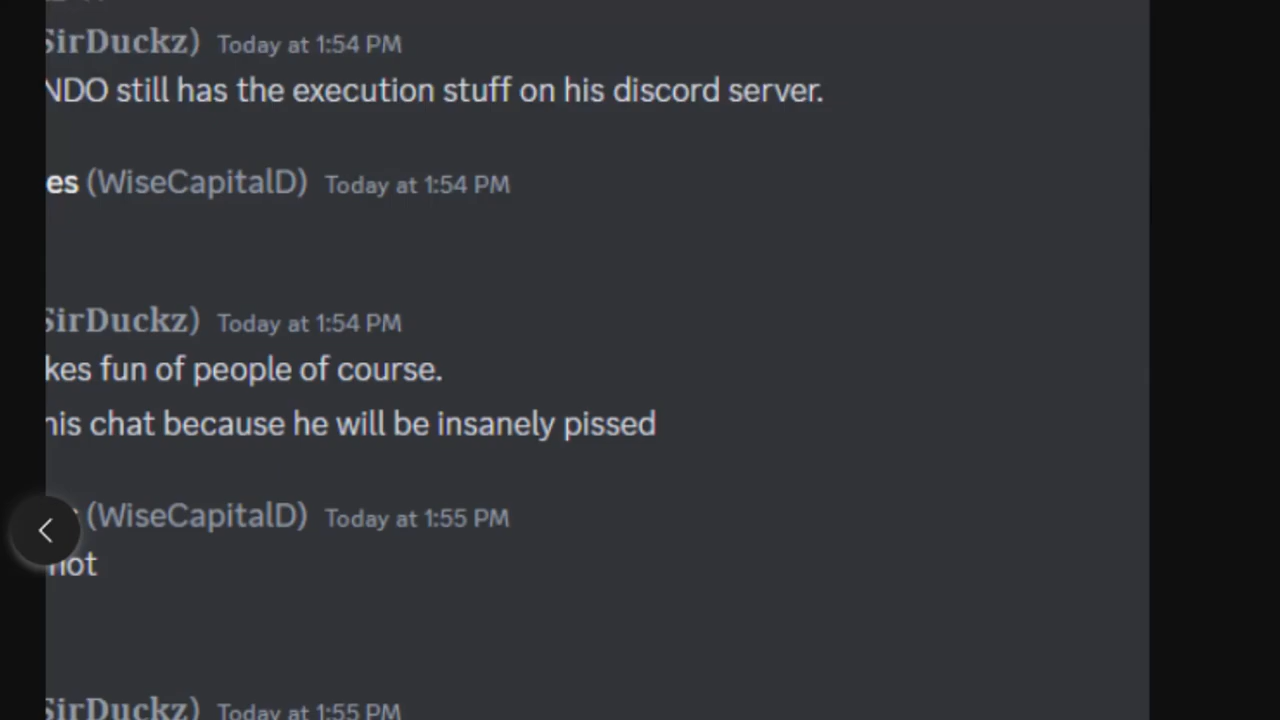 SirDuckz) Today at 1:54 PM
NDO still has the execution stuff on his discord server.
es (WiseCapitalD) Today at 1:54 PM
SirDuckz) Today at 1:54 PM
kes fun of people of course.
his chat because he will be insanely pissed
(WiseCapitalD) Today at 1:55 PM
not
SirDuckz) Today at 1:55 PM